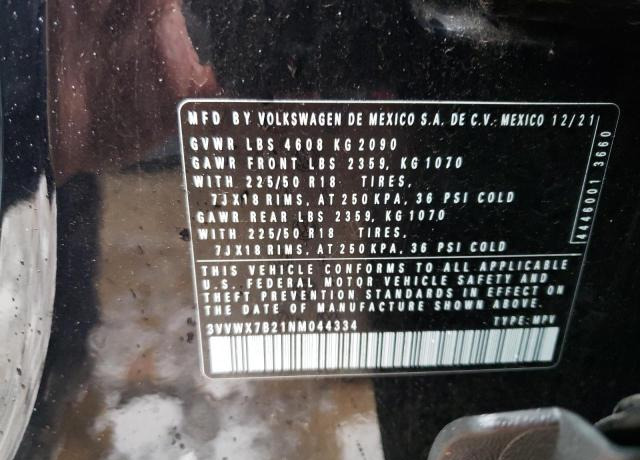 MFD BY VOLKSWAGEN DE MEXICO S.A. DE C.V. MEXICO 12/21
GVWR LBS 4608 KG 2090
GAWR FRONT LBS 2359, KG 1070
WITH 225/50 R18 TIRES,
7JX18 RIMS, AT 250 KPA, 36 PSI COLD
GAWR REAR LBS 2359, KG 1070
WITH 225/50 R18 TIRES,
7JX18 RIMS, AT 250 KPA, 36 PSI COLD
4446001 3660
THIS VEHICLE CONFORMS TO ALL APPLICABLE
U.S. FEDERAL MOTOR VEHICLE SAFETY AND
THEFT PREVENTION STANDARDS IN EFFECT ON
THE DATE OF MANUFACTURE SHOWN ABOVE.
3VVWX7B21NM044334 TYPE: MPV